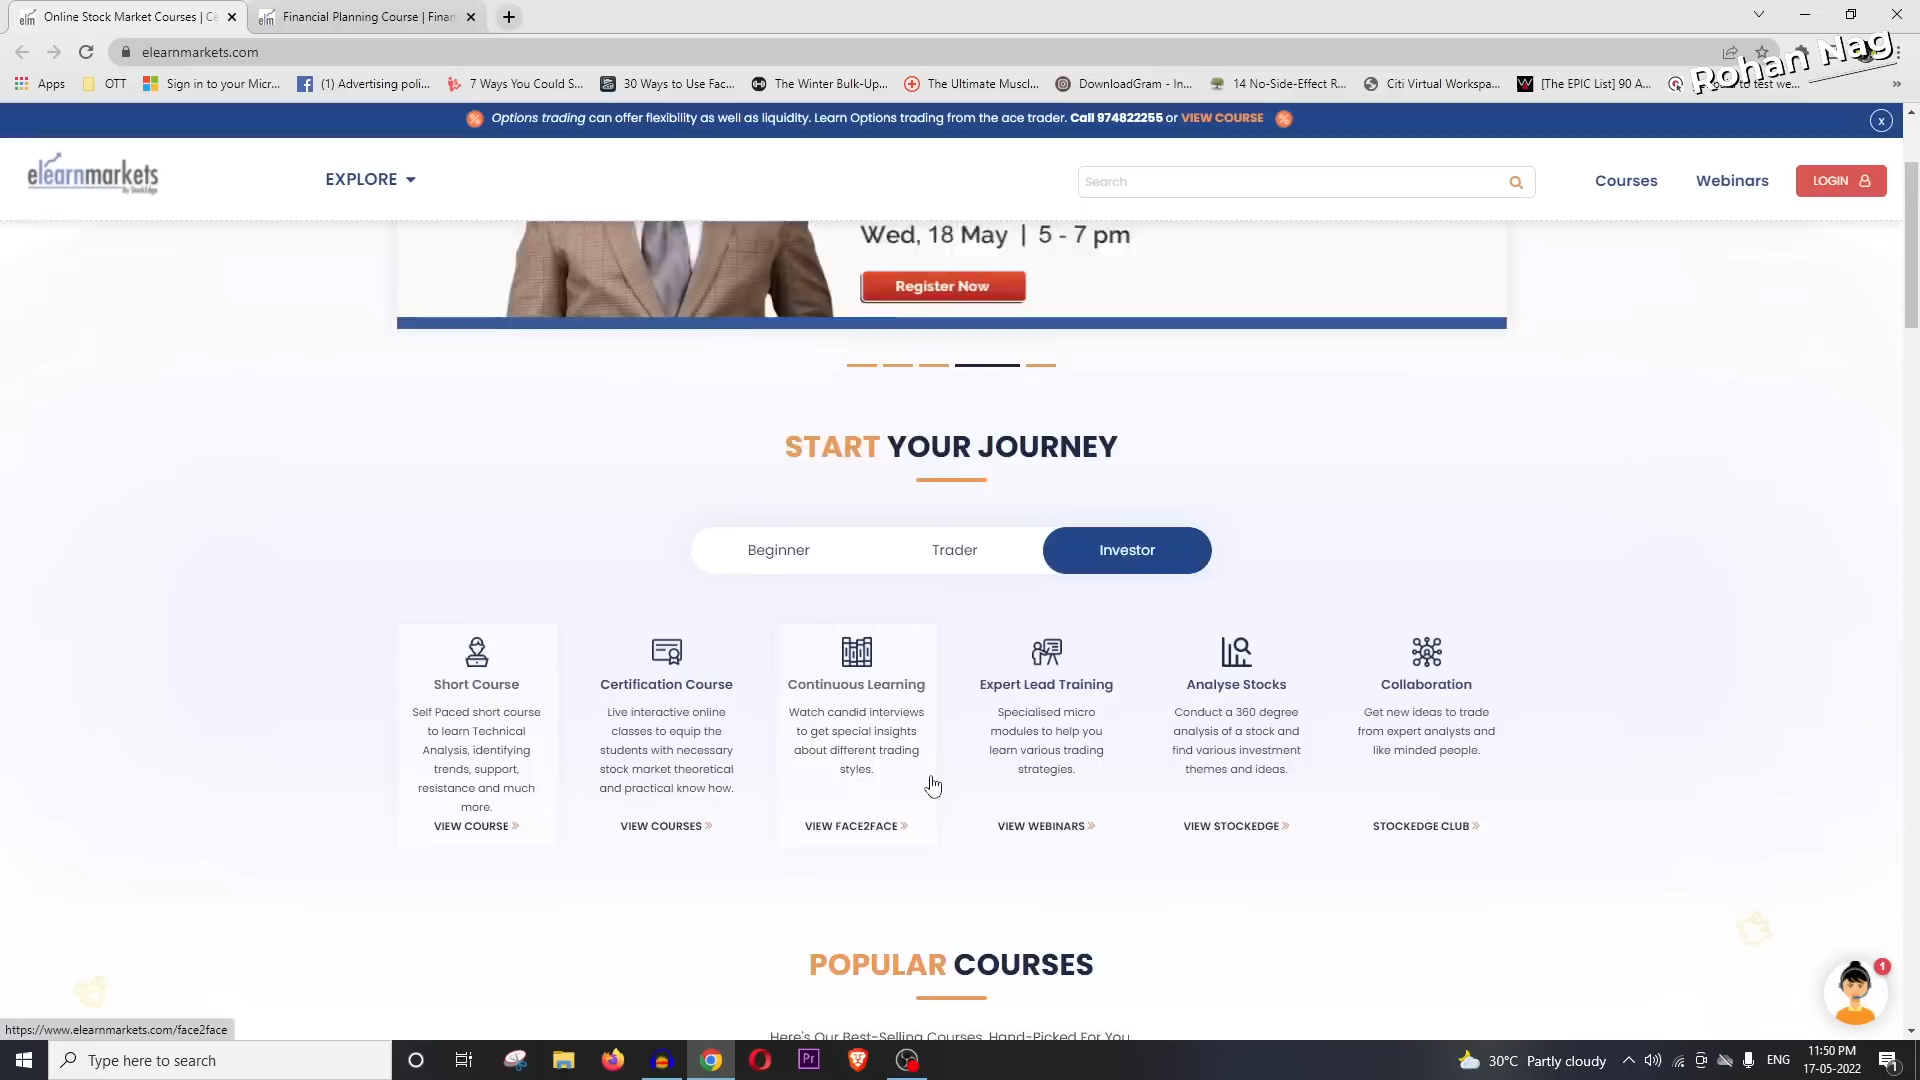 Online Stock Market Courses | Ce
Financial Planning Course | Finan
elearnmarkets.com
Rohan Nag
Apps
OTT
Sign in to your Micr...
(1) Advertising poli...
7 Ways You Could S...
30 Ways to Use Fac...
The Winter Bulk-Up...
The Ultimate Muscl...
DownloadGram - In...
14 No-Side-Effect R...
Citi Virtual Workspa...
[The EPIC List] 90 A...
to test we...
Options trading can offer flexibility as well as liquidity. Learn Options trading from the ace trader. Call 974822255 or VIEW COURSE
x
elearnmarkets
By StockEdge
EXPLORE
Search
Courses
Webinars
LOGIN
Wed, 18 May | 5 - 7 pm
Register Now
START YOUR JOURNEY
Beginner
Trader
Investor
Short Course
Self Paced short course
to learn Technical
Analysis, identifying
trends, support,
resistance and much
more.
VIEW COURSE »
Certification Course
Live interactive online
classes to equip the
students with necessary
stock market theoretical
and practical know how.
VIEW COURSES »
Continuous Learning
Watch candid interviews
to get special insights
about different trading
styles.
VIEW FACE2FACE »
Expert Lead Training
Specialised micro
modules to help you
learn various trading
strategies.
VIEW WEBINARS »
Analyse Stocks
Conduct a 360 degree
analysis of a stock and
find various investment
themes and ideas.
VIEW STOCKEDGE »
Collaboration
Get new ideas to trade
from expert analysts and
like minded people.
STOCKEDGE CLUB »
POPULAR COURSES
Here's Our Best-Selling Courses, Hand-Picked For You
1
https://www.elearnmarkets.com/face2face
Type here to search
Pr
30°C Partly cloudy
ENG
11:50 PM
17-05-2022
1